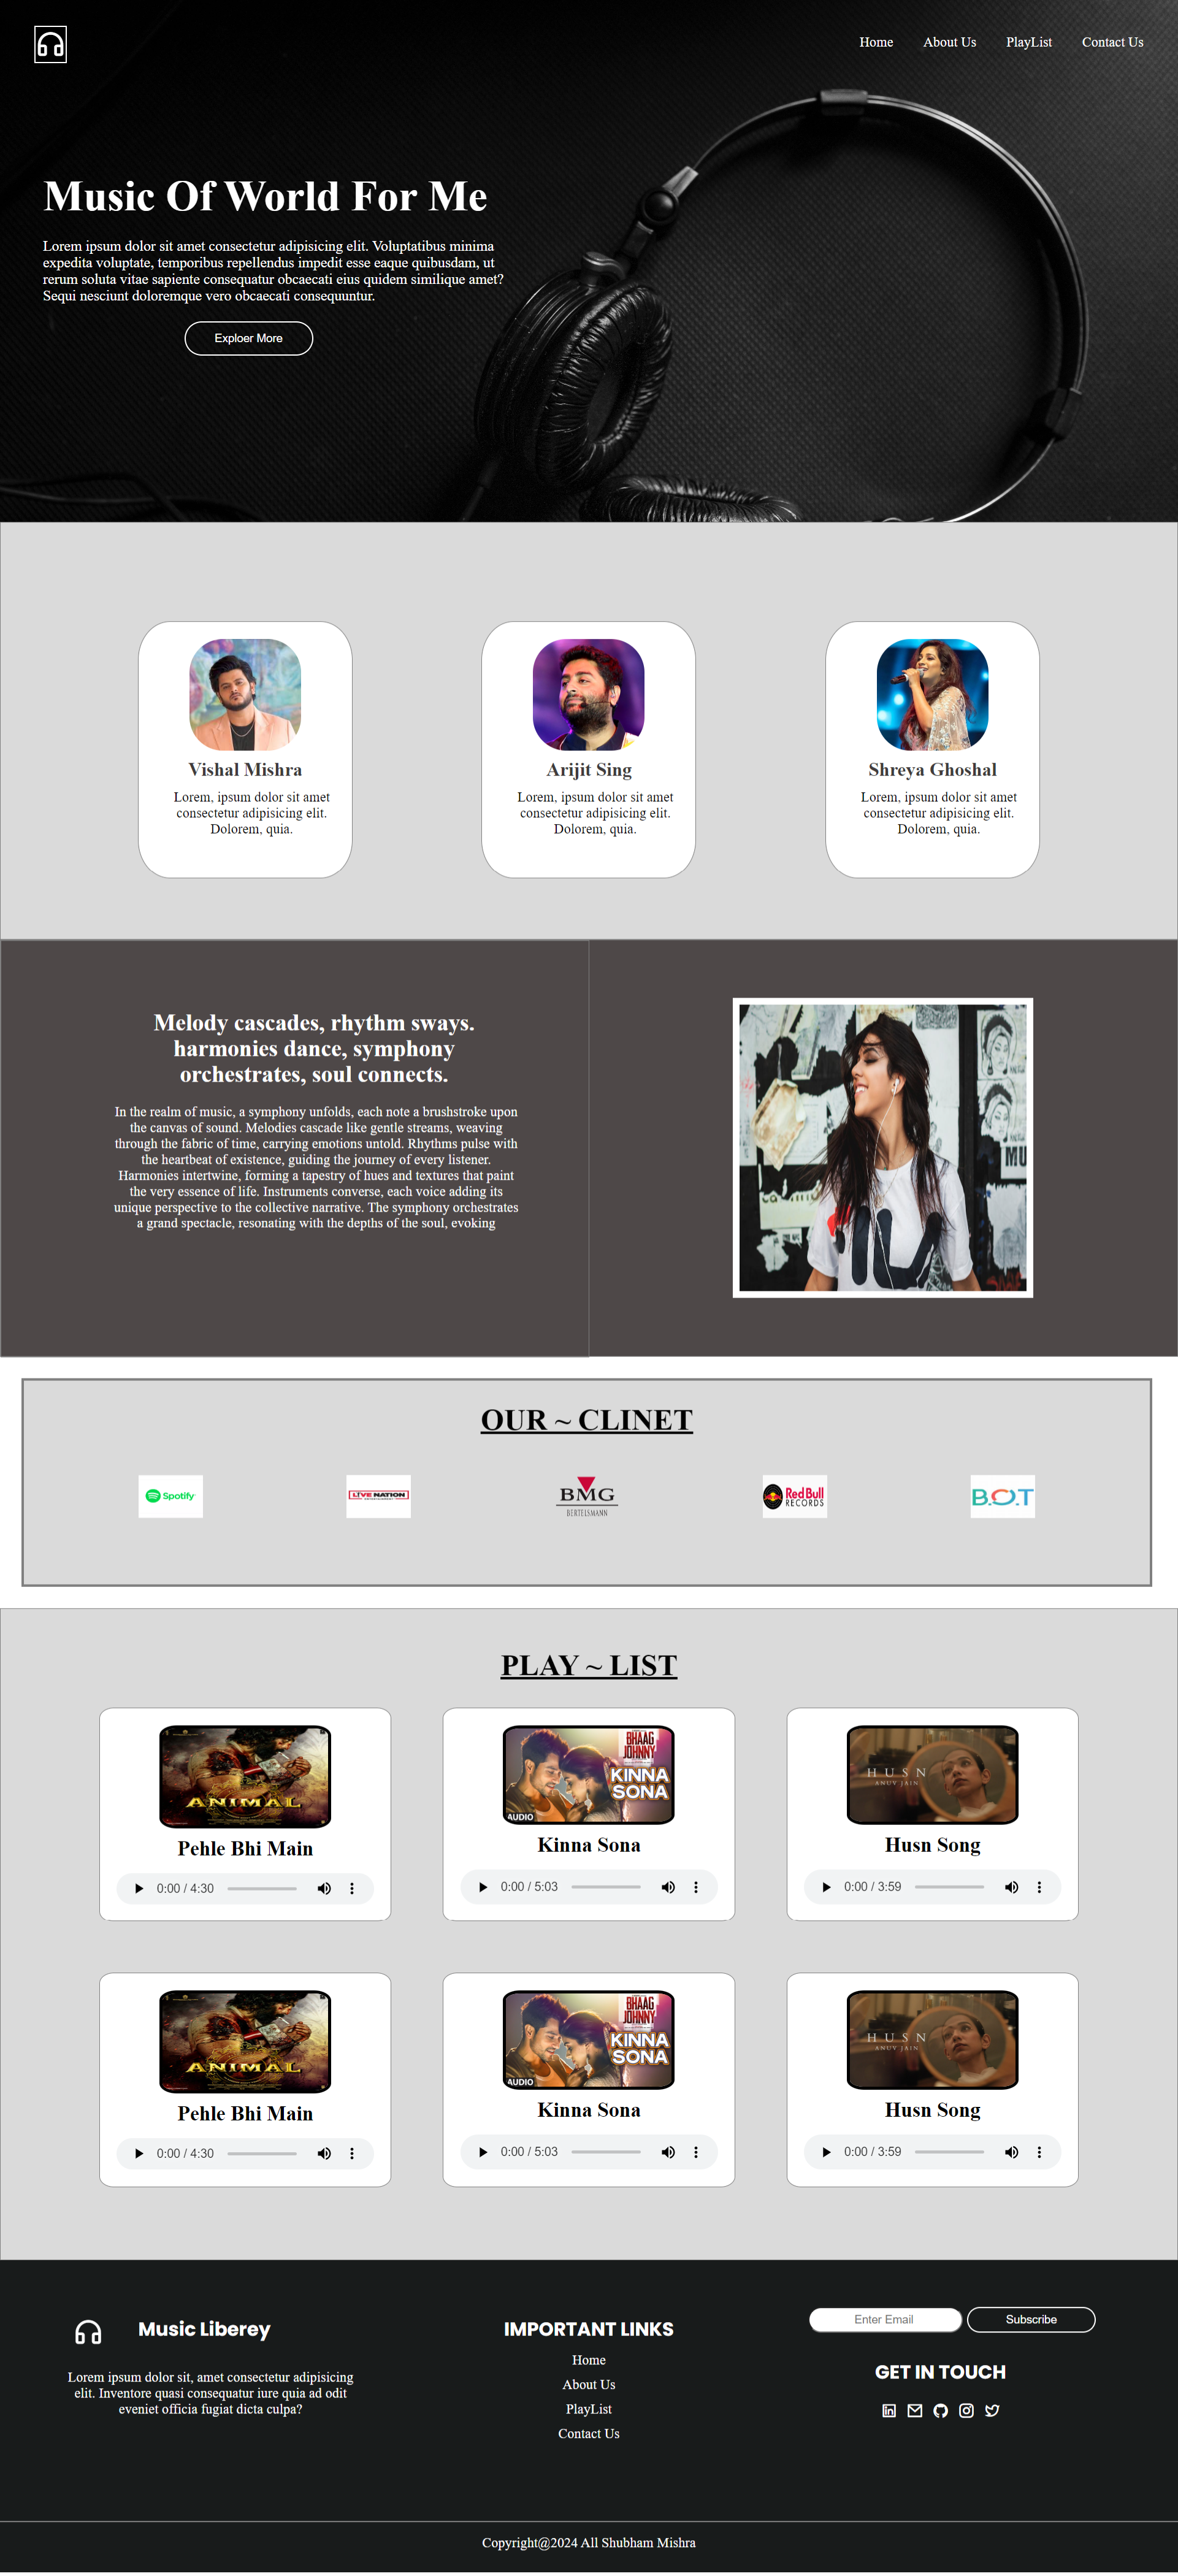 Home About Us PlayList Contact Us
Music Of World For Me
Lorem ipsum dolor sit amet consectetur adipisicing elit. Voluptatibus minima
expedita voluptate, temporibus repellendus impedit esse eaque quibusdam, ut
rerum soluta vitae sapiente consequatur obcaecati eius quidem similique amet?
Sequi nesciunt doloremque vero obcaecati consequuntur.
Exploer More
Vishal Mishra
Lorem, ipsum dolor sit amet
consectetur adipisicing elit.
Dolorem, quia.
Arijit Sing
Lorem, ipsum dolor sit amet
consectetur adipisicing elit.
Dolorem, quia.
Shreya Ghoshal
Lorem, ipsum dolor sit amet
consectetur adipisicing elit.
Dolorem, quia.
Melody cascades, rhythm sways.
harmonies dance, symphony
orchestrates, soul connects.
In the realm of music, a symphony unfolds, each note a brushstroke upon
the canvas of sound. Melodies cascade like gentle streams, weaving
through the fabric of time, carrying emotions untold. Rhythms pulse with
the heartbeat of existence, guiding the journey of every listener.
Harmonies intertwine, forming a tapestry of hues and textures that paint
the very essence of life. Instruments converse, each voice adding its
unique perspective to the collective narrative. The symphony orchestrates
a grand spectacle, resonating with the depths of the soul, evoking
MU
OUR ~ CLINET
Spotify
LIVE NATION
ENTERTAINMENT
BMG
BERTELSMANN
Red Bull
RECORDS
B.O.T
PLAY ~ LIST
ANIMAL
Pehle Bhi Main
0:00 / 4:30
BHAAG
JOHNNY
KINNA
SONA
AUDIO
Kinna Sona
0:00 / 5:03
HUSN
ANUV JAIN
Husn Song
0:00 / 3:59
ANIMAL
Pehle Bhi Main
0:00 / 4:30
BHAAG
JOHNNY
KINNA
SONA
AUDIO
Kinna Sona
0:00 / 5:03
HUSN
ANUV JAIN
Husn Song
0:00 / 3:59
Music Liberey
Lorem ipsum dolor sit, amet consectetur adipisicing
elit. Inventore quasi consequatur iure quia ad odit
eveniet officia fugiat dicta culpa?
IMPORTANT LINKS
Home
About Us
PlayList
Contact Us
Enter Email Subscribe
GET IN TOUCH
Copyright@2024 All Shubham Mishra